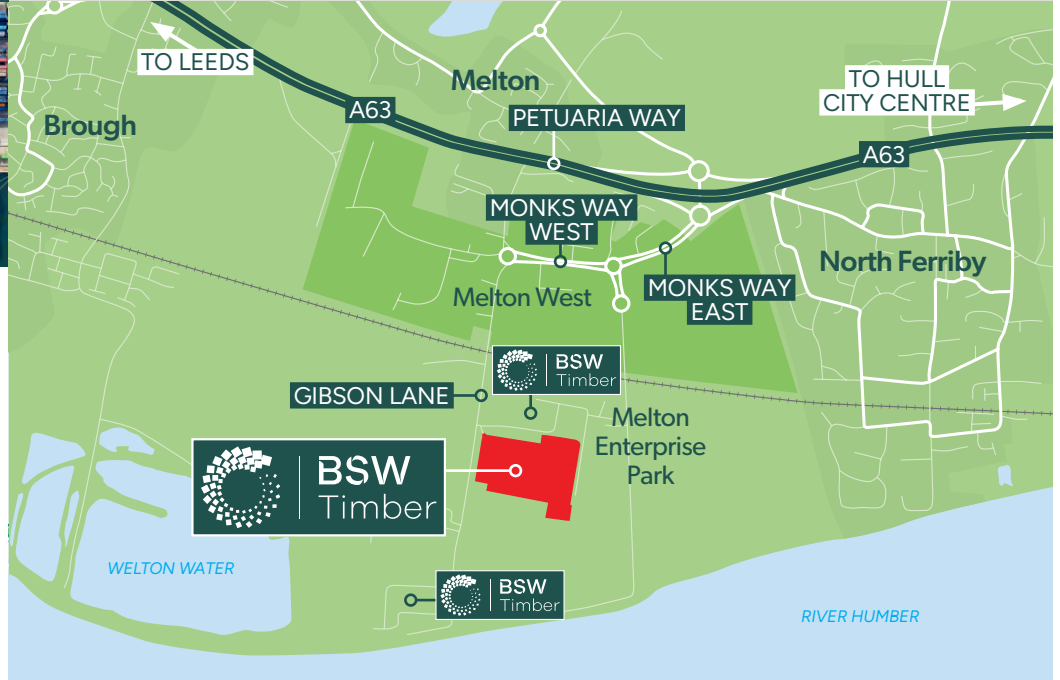 TO LEEDS
Melton
TO HULL
CITY CENTRE
A63
PETUARIA WAY
Brough
A63
MONKS WAY
WEST
North Ferriby
MONKS WAY
EAST
Melton West
BSW
Timber
GIBSON LANE
Melton
Enterprise
Park
BSW
Timber
WELTON WATER
BSW
Timber
RIVER HUMBER